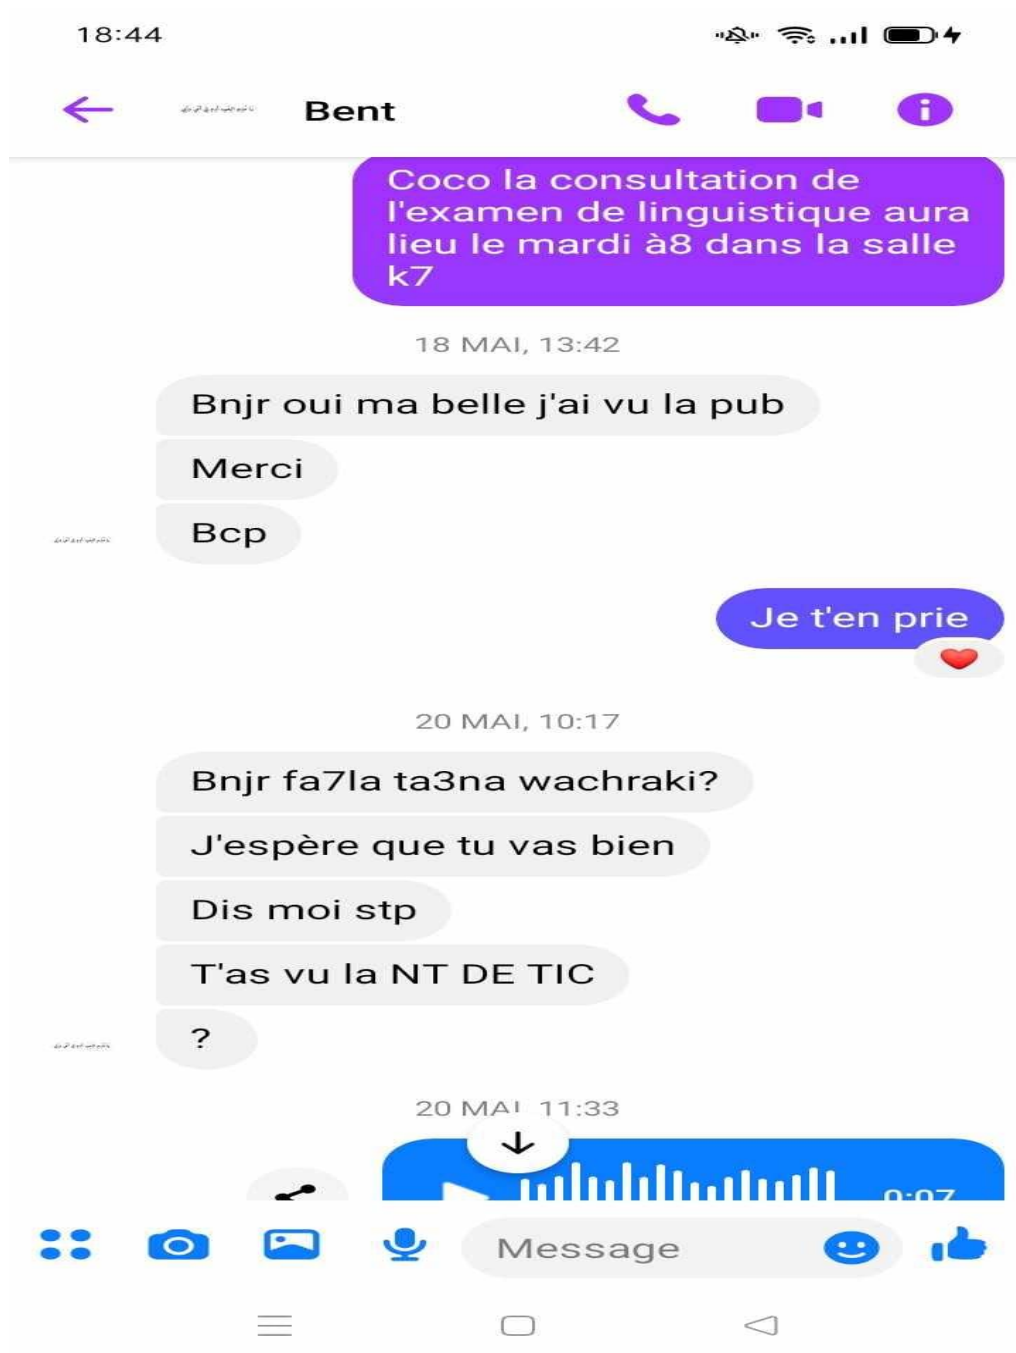 18:44
Bent
Coco la consultation de
l'examen de linguistique aura
lieu le mardi à8 dans la salle
k7
18 MAI, 13:42
Bnjr oui ma belle j'ai vu la pub
Merci
Bcp
Je t'en prie
20 MAI, 10:17
Bnjr fa7la ta3na wachraki?
J'espère que tu vas bien
Dis moi stp
T'as vu la NT DE TIC
?
20 MAI, 11:33
0:07
Message